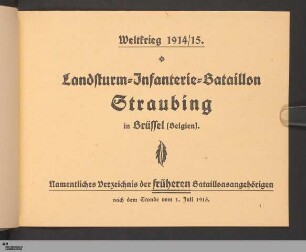 Weltkrieg 1914/15.
Landsturm-Infanterie-Bataillon
Straubing
in Brüssel (Belgien).
Namentliches Verzeichnis der früheren Bataillonsangehörigen
nach dem Stande vom 1. Juli 1915.